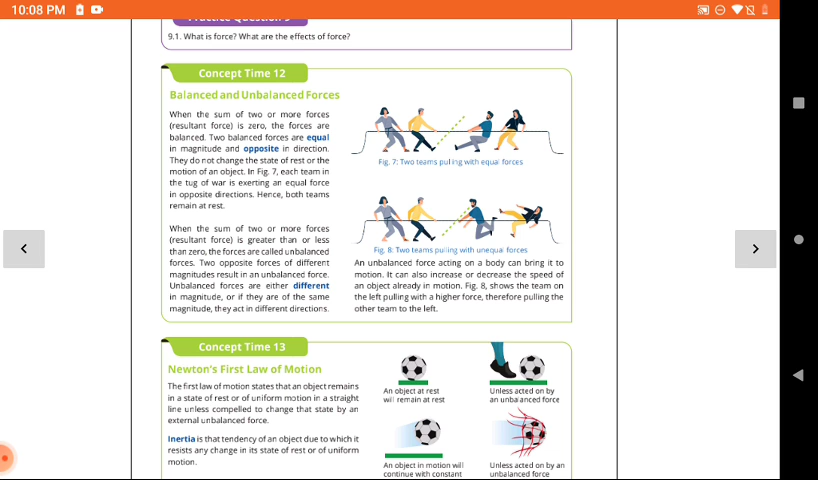 10:08 PM
Practice Question 9
9.1. What is force? What are the effects of force?
Concept Time 12
Balanced and Unbalanced Forces
When the sum of two or more forces
(resultant force) is zero, the forces are
balanced. Two balanced forces are equal
in magnitude and opposite in direction.
They do not change the state of rest or the
motion of an object. In Fig. 7, each team in
the tug of war is exerting an equal force
in opposite directions. Hence, both teams
remain at rest.
When the sum of two or more forces
(resultant force) is greater than or less
than zero, the forces are called unbalanced
forces. Two opposite forces of different
magnitudes result in an unbalanced force.
Unbalanced forces are either different
in magnitude, or if they are of the same
magnitude, they act in different directions.
Fig. 7: Two teams pulling with equal forces
Fig. 8: Two teams pulling with unequal forces
An unbalanced force acting on a body can bring it to
motion. It can also increase or decrease the speed of
an object already in motion. Fig. 8, shows the team on
the left pulling with a higher force, therefore pulling the
other team to the left.
Concept Time 13
Newton's First Law of Motion
The first law of motion states that an object remains
in a state of rest or of uniform motion in a straight
line unless compelled to change that state by an
external unbalanced force.
Inertia is that tendency of an object due to which it
resists any change in its state of rest or of uniform
motion.
An object at rest
will remain at rest
Unless acted on by
an unbalanced force
An object in motion will
continue with constant
Unless acted on by an
unbalanced force